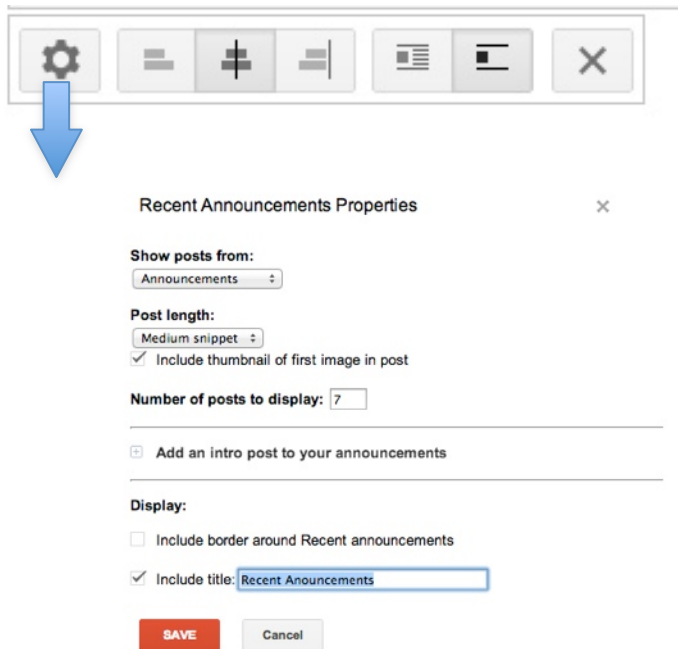 Recent Announcements Properties
Show posts from:
Announcements
Post length:
Medium snippet
Include thumbnail of first image in post
Number of posts to display: 7
Add an intro post to your announcements
Display:
Include border around Recent announcements
Include title: Recent Anouncements
SAVE Cancel